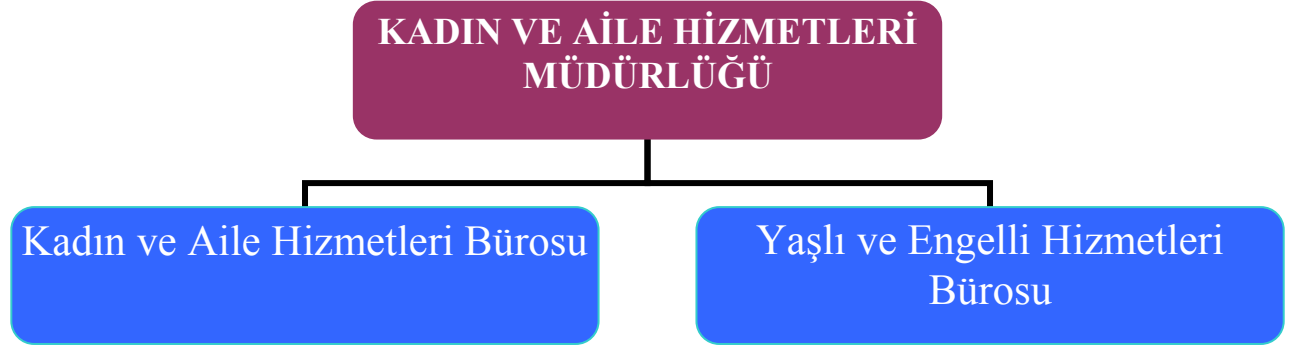 KADIN VE AİLE HİZMETLERİ
MÜDÜRLÜĞÜ
Kadın ve Aile Hizmetleri Bürosu
Yaşlı ve Engelli Hizmetleri
Bürosu